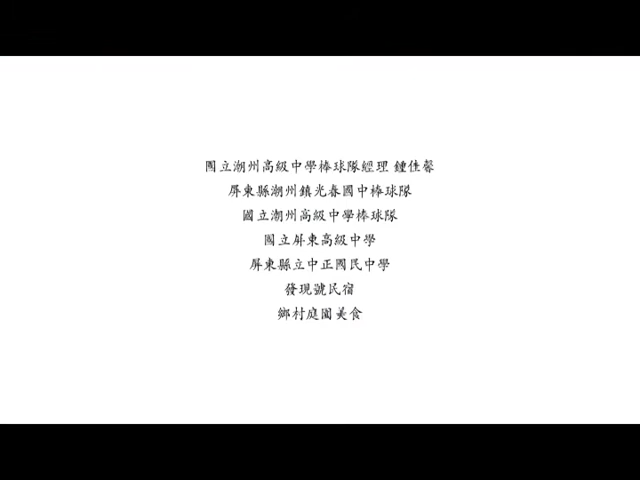 國立潮州高級中學棒球隊經理 鍾佳馨
屏東縣潮州鎮光春國中棒球隊
國立潮州高級中學棒球隊
國立屏東高級中學
屏東縣立中正國民中學
發現號民宿
鄉村庭園美食